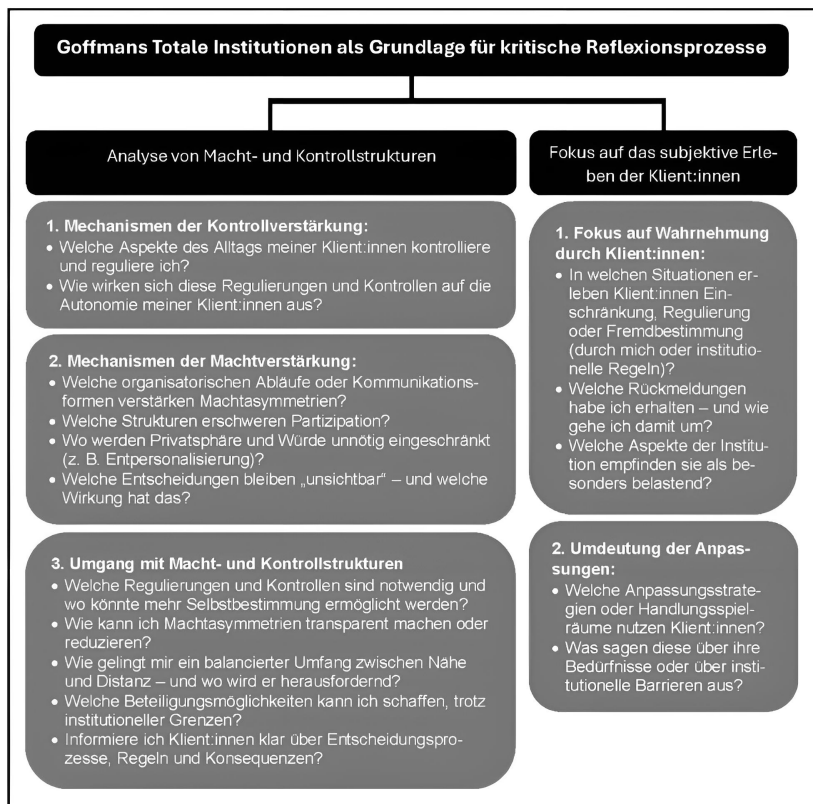 Goffmans Totale Institutionen als Grundlage für kritische Reflexionsprozesse
Analyse von Macht- und Kontrollstrukturen
1. Mechanismen der Kontrollverstärkung:
• Welche Aspekte des Alltags meiner Klient:innen kontrolliere
und reguliere ich?
• Wie wirken sich diese Regulierungen und Kontrollen auf die
Autonomie meiner Klient:innen aus?
2. Mechanismen der Machtverstärkung:
• Welche organisatorischen Abläufe oder Kommunikations-
formen verstärken Machtasymmetrien?
• Welche Strukturen erschweren Partizipation?
• Wo werden Privatsphäre und Würde unnötig eingeschränkt
(z. B. Entpersonalisierung)?
• Welche Entscheidungen bleiben „unsichtbar“ – und welche
Wirkung hat das?
3. Umgang mit Macht- und Kontrollstrukturen
• Welche Regulierungen und Kontrollen sind notwendig und
wo könnte mehr Selbstbestimmung ermöglicht werden?
• Wie kann ich Machtasymmetrien transparent machen oder
reduzieren?
• Wie gelingt mir ein balancierter Umfang zwischen Nähe
und Distanz – und wo wird er herausfordernd?
• Welche Beteiligungsmöglichkeiten kann ich schaffen, trotz
institutioneller Grenzen?
• Informiere ich Klient:innen klar über Entscheidungspro-
zesse, Regeln und Konsequenzen?
Fokus auf das subjektive Erle-
ben der Klient:innen
1. Fokus auf Wahrnehmung
durch Klient:innen:
• In welchen Situationen er-
leben Klient:innen Ein-
schränkung, Regulierung
oder Fremdbestimmung
(durch mich oder institutio-
nelle Regeln)?
• Welche Rückmeldungen
habe ich erhalten – und wie
gehe ich damit um?
• Welche Aspekte der Institu-
tion empfinden sie als be-
sonders belastend?
2. Umdeutung der Anpas-
sungen:
• Welche Anpassungsstrate-
gien oder Handlungsspiel-
räume nutzen Klient:innen?
• Was sagen diese über ihre
Bedürfnisse oder über insti-
tutionelle Barrieren aus?